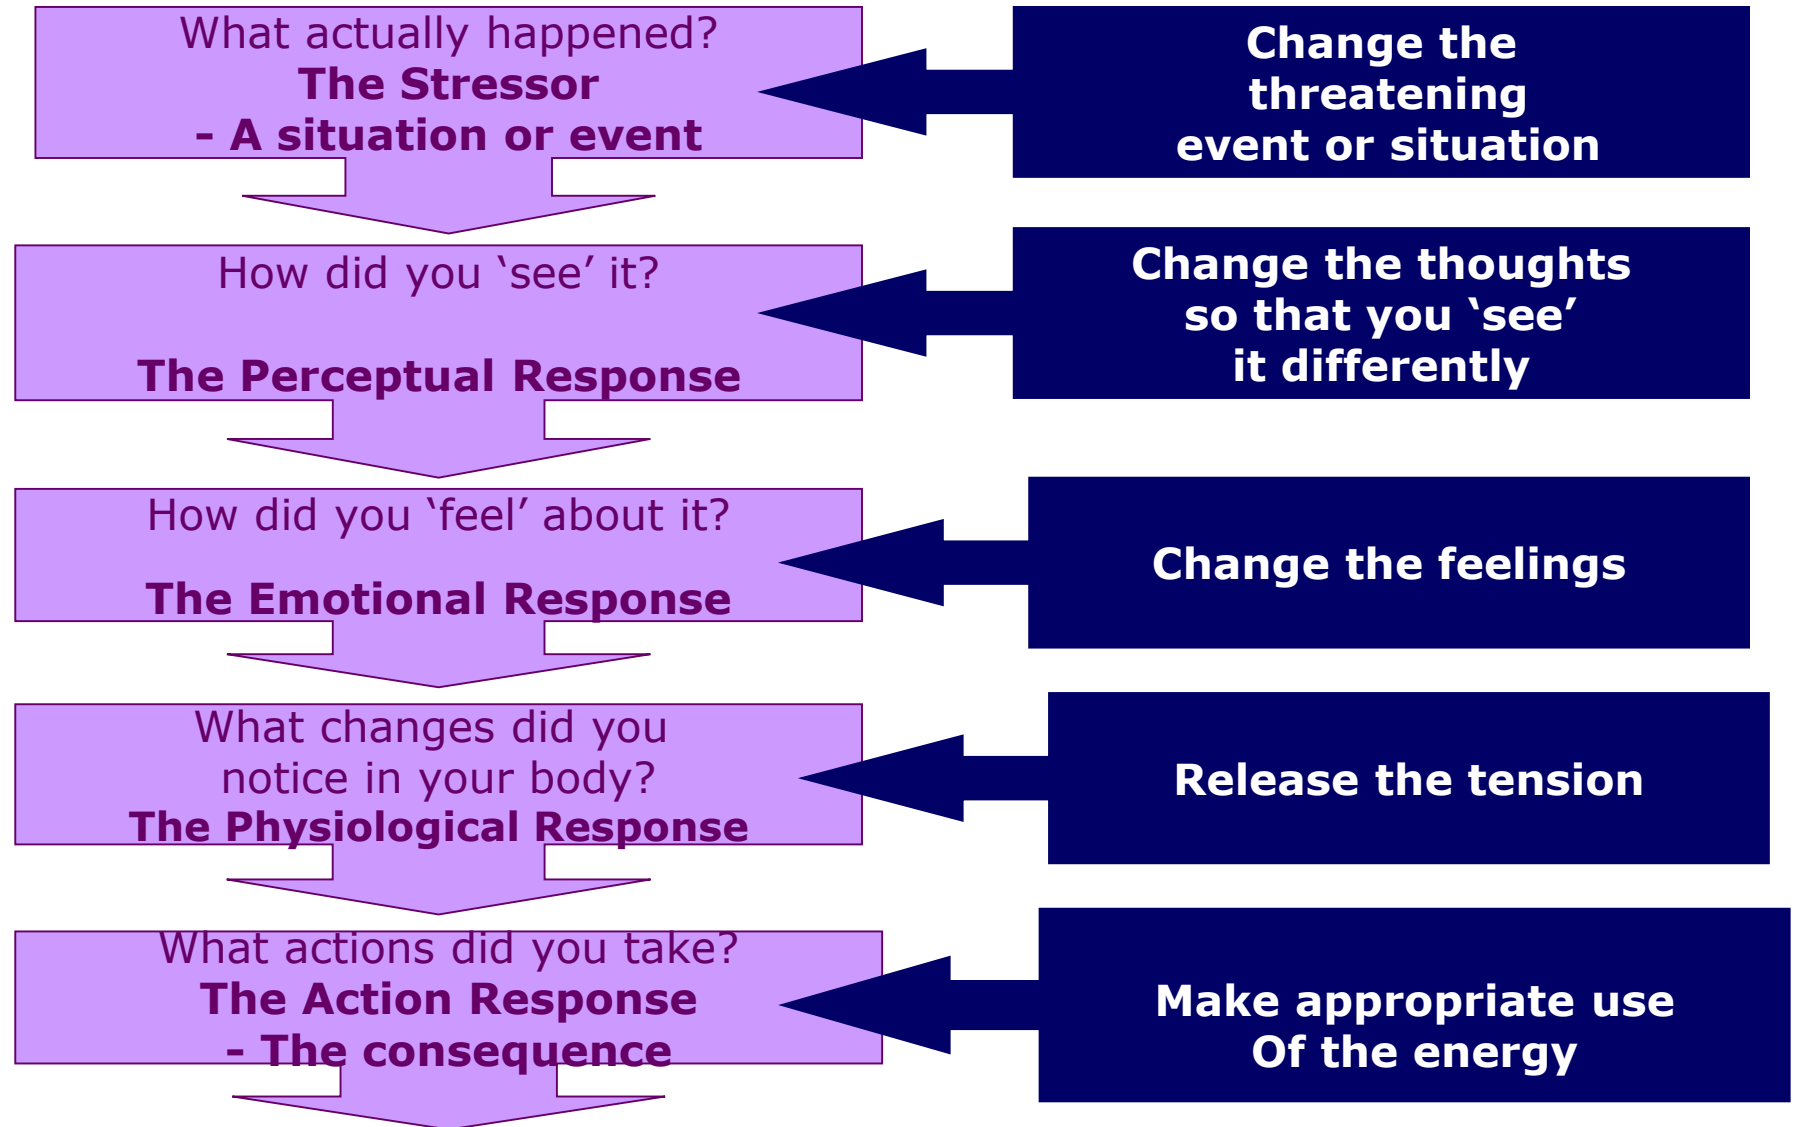 What actually happened?
The Stressor
– A situation or event
Change the
threatening
event or situation
How did you ‘see’ it?
The Perceptual Response
Change the thoughts
so that you ‘see’
it differently
How did you ‘feel’ about it?
The Emotional Response
Change the feelings
What changes did you
notice in your body?
The Physiological Response
Release the tension
What actions did you take?
The Action Response
– The consequence
Make appropriate use
Of the energy